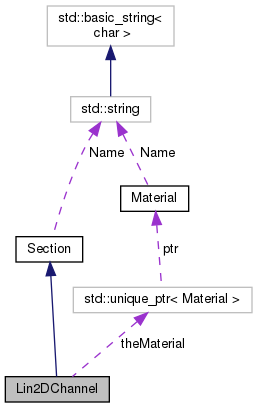 std::basic_string<
char >
std::string
Name
Name
Material
Section
ptr
std::unique_ptr< Material >
theMaterial
Lin2DChannel